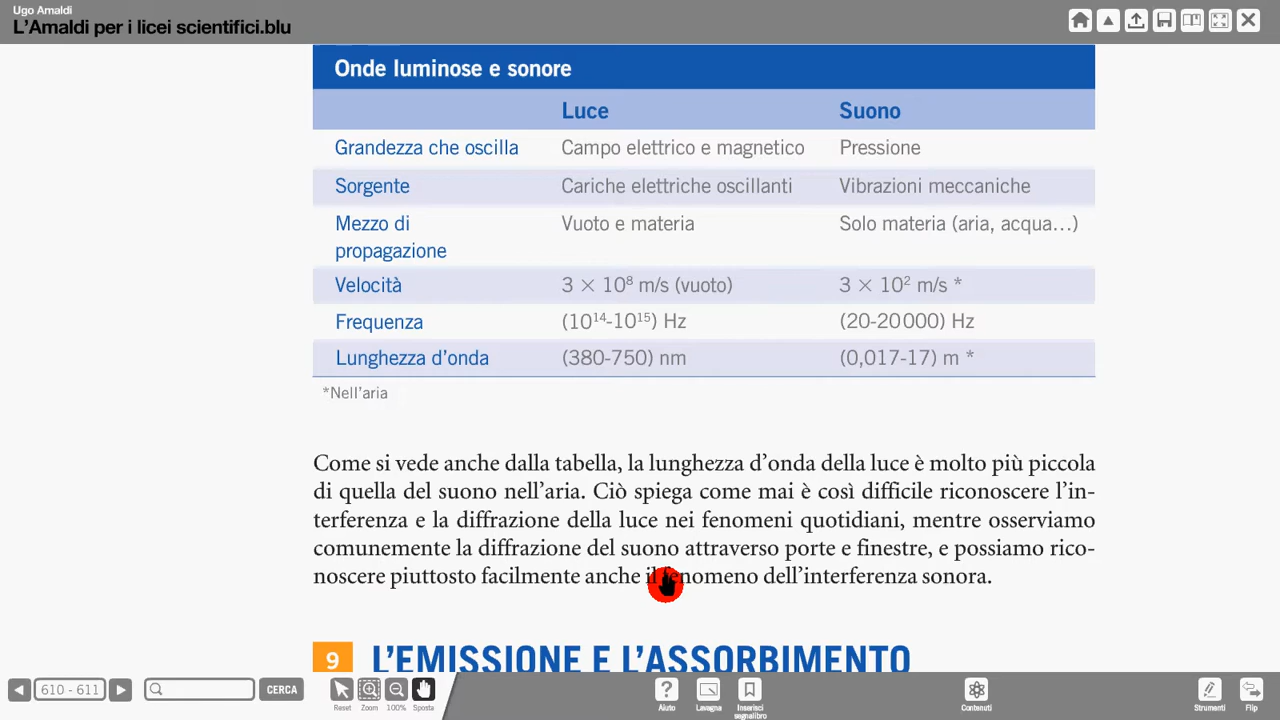 Ugo Amaldi
L'Amaldi per i licei scientifici.blu
Onde luminose e sonore
Luce Suono
Grandezza che oscilla Campo elettrico e magnetico Pressione
Sorgente Cariche elettriche oscillanti Vibrazioni meccaniche
Mezzo di propagazione Vuoto e materia Solo materia (aria, acqua…)
Velocità 3 × 10⁸ m/s (vuoto) 3 × 10² m/s *
Frequenza (10¹⁴-10¹⁵) Hz (20-20 000) Hz
Lunghezza d'onda (380-750) nm (0,017-17) m *
*Nell'aria
Come si vede anche dalla tabella, la lunghezza d'onda della luce è molto più piccola
di quella del suono nell'aria. Ciò spiega come mai è così difficile riconoscere l'in-
terferenza e la diffrazione della luce nei fenomeni quotidiani, mentre osserviamo
comunemente la diffrazione del suono attraverso porte e finestre, e possiamo rico-
noscere piuttosto facilmente anche il fenomeno dell'interferenza sonora.
9 L'EMISSIONE E L'ASSORBIMENTO
610 - 611 CERCA
Reset Zoom 100% Sposta Aiuto Lavagna Inserisci segnalibro Contenuti Strumenti Flip